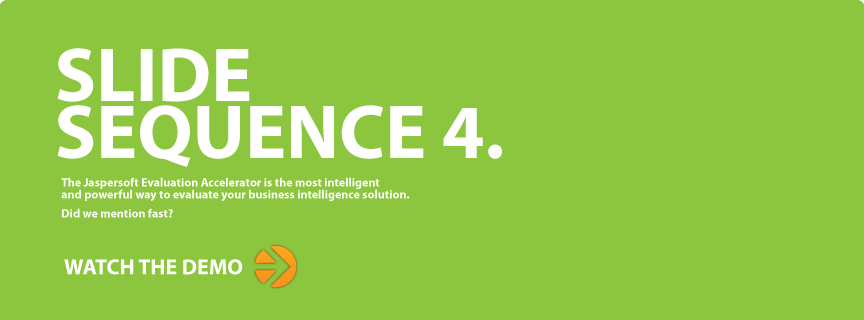 SLIDE
SEQUENCE 4.
The Jaspersoft Evaluation Accelerator is the most intelligent
and powerful way to evaluate your business intelligence solution.
Did we mention fast?
WATCH THE DEMO